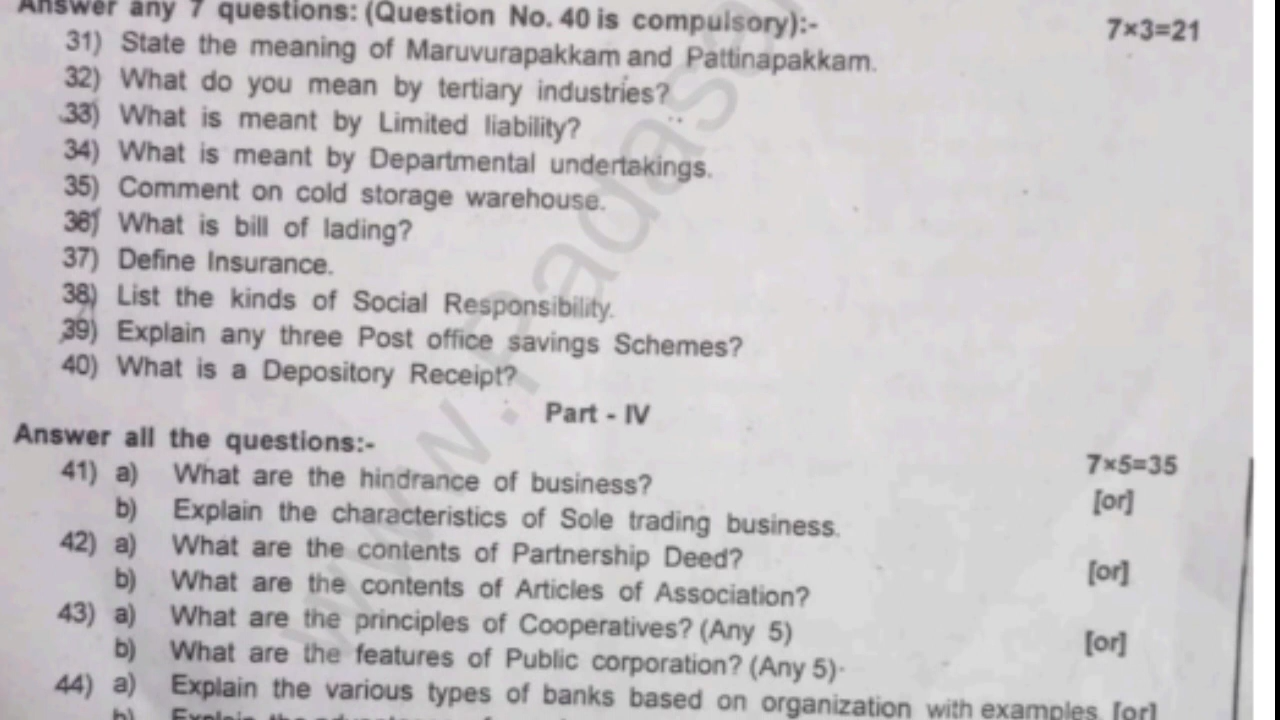 Answer any 7 questions: (Question No. 40 is compulsory):- 7×3=21
31) State the meaning of Maruvurapakkam and Pattinapakkam.
32) What do you mean by tertiary industries?
33) What is meant by Limited liability?
34) What is meant by Departmental undertakings.
35) Comment on cold storage warehouse.
36) What is bill of lading?
37) Define Insurance.
38) List the kinds of Social Responsibility.
39) Explain any three Post office savings Schemes?
40) What is a Depository Receipt?
Part - IV
Answer all the questions:- 7×5=35
41) a) What are the hindrance of business? [or]
b) Explain the characteristics of Sole trading business.
42) a) What are the contents of Partnership Deed? [or]
b) What are the contents of Articles of Association?
43) a) What are the principles of Cooperatives? (Any 5) [or]
b) What are the features of Public corporation? (Any 5)
44) a) Explain the various types of banks based on organization with examples. [or]
b) Explain the
www.Padasal